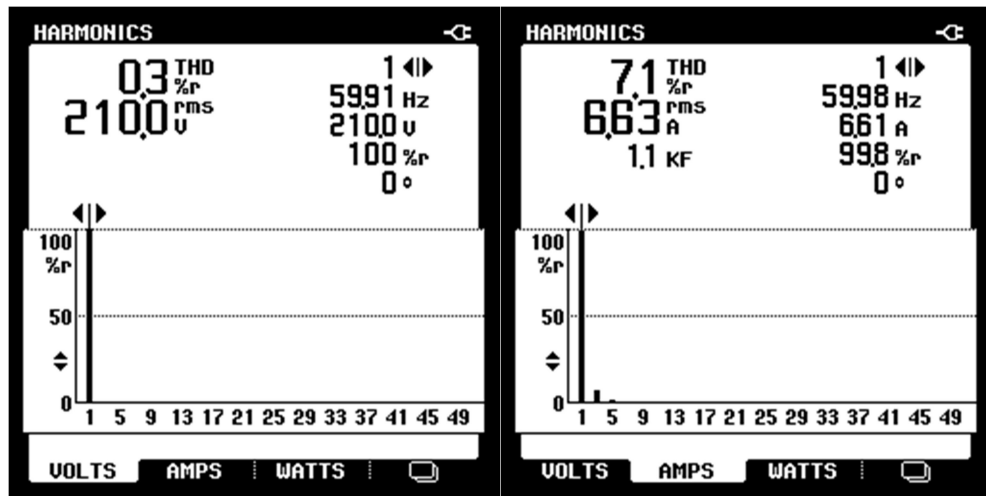 HARMONICS
0.3 THD %r
210.0 rms V
1
59.91 Hz
210.0 V
100 %r
0 °
100
%r
50
0
1 5 9 13 17 21 25 29 33 37 41 45 49
VOLTS AMPS WATTS
HARMONICS
7.1 THD %r
6.63 rms A
1.1 KF
1
59.98 Hz
6.61 A
99.8 %r
0 °
100
%r
50
0
1 5 9 13 17 21 25 29 33 37 41 45 49
VOLTS AMPS WATTS